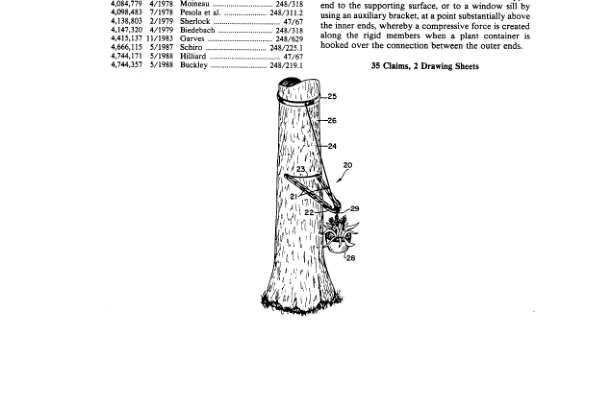 4,084,779 4/1978 Moineau ........................ 248/318
4,098,483 7/1978 Pesola et al. .................. 248/311.2
4,138,803 2/1979 Sherlock ........................... 47/67
4,147,320 4/1979 Biedebach ...................... 248/318
4,415,137 11/1983 Garves ............................ 248/629
4,666,115 5/1987 Schiro .......................... 248/225.1
4,744,171 5/1988 Hilliard .............................. 47/67
4,744,357 5/1988 Buckley ......................... 248/219.1
end to the supporting surface, or to a window sill by
using an auxiliary bracket, at a point substantially above
the inner ends, whereby a compressive force is created
along the rigid members when a plant container is
hooked over the connection between the outer ends.
35 Claims, 2 Drawing Sheets
25
26
24
23
20
21
22
29
28